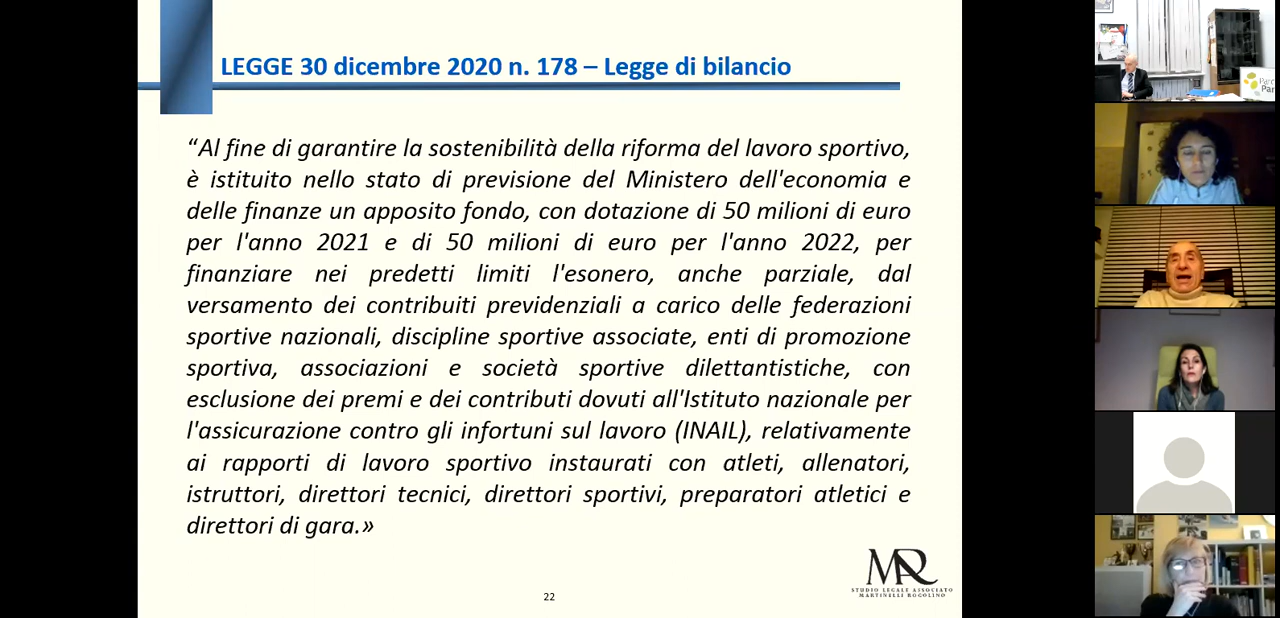 LEGGE 30 dicembre 2020 n. 178 – Legge di bilancio
“Al fine di garantire la sostenibilità della riforma del lavoro sportivo,
è istituito nello stato di previsione del Ministero dell'economia e
delle finanze un apposito fondo, con dotazione di 50 milioni di euro
per l'anno 2021 e di 50 milioni di euro per l'anno 2022, per
finanziare nei predetti limiti l'esonero, anche parziale, dal
versamento dei contribuiti previdenziali a carico delle federazioni
sportive nazionali, discipline sportive associate, enti di promozione
sportiva, associazioni e società sportive dilettantistiche, con
esclusione dei premi e dei contributi dovuti all'Istituto nazionale per
l'assicurazione contro gli infortuni sul lavoro (INAIL), relativamente
ai rapporti di lavoro sportivo instaurati con atleti, allenatori,
istruttori, direttori tecnici, direttori sportivi, preparatori atletici e
direttori di gara.»
MR
STUDIO LEGALE ASSOCIATO
MARTINELLI ROGOLINO
22